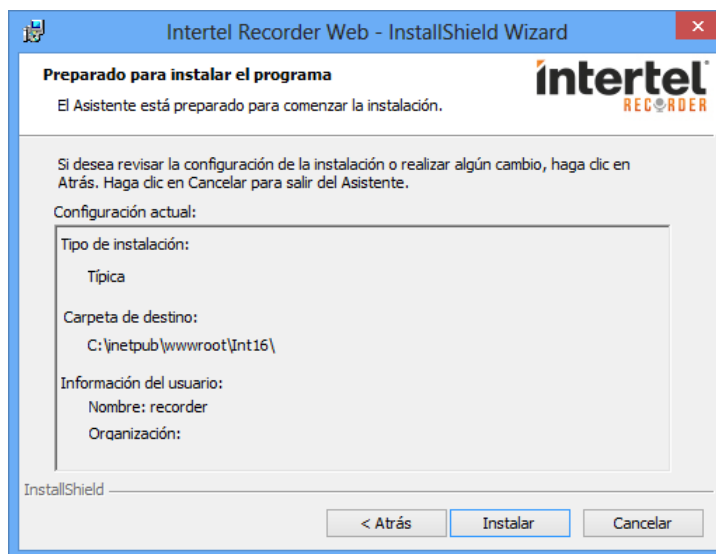 Intertel Recorder Web - InstallShield Wizard
Preparado para instalar el programa
El Asistente está preparado para comenzar la instalación.
intertel
RECORDER
Si desea revisar la configuración de la instalación o realizar algún cambio, haga clic en
Atrás. Haga clic en Cancelar para salir del Asistente.
Configuración actual:
Tipo de instalación:
Típica
Carpeta de destino:
C:\inetpub\wwwroot\Int16\
Información del usuario:
Nombre: recorder
Organización:
InstallShield
< Atrás
Instalar
Cancelar